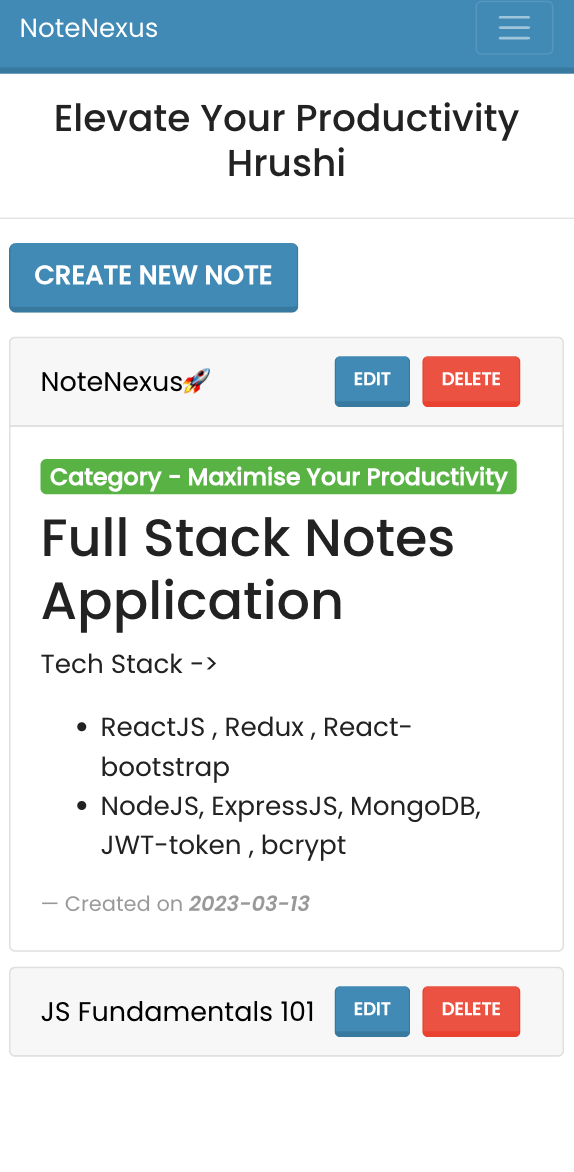 NoteNexus
Elevate Your Productivity
Hrushi
CREATE NEW NOTE
NoteNexus🚀 EDIT DELETE
Category - Maximise Your Productivity
Full Stack Notes
Application
Tech Stack ->
• ReactJS , Redux , React-
bootstrap
• NodeJS, ExpressJS, MongoDB,
JWT-token , bcrypt
— Created on 2023-03-13
JS Fundamentals 101 EDIT DELETE